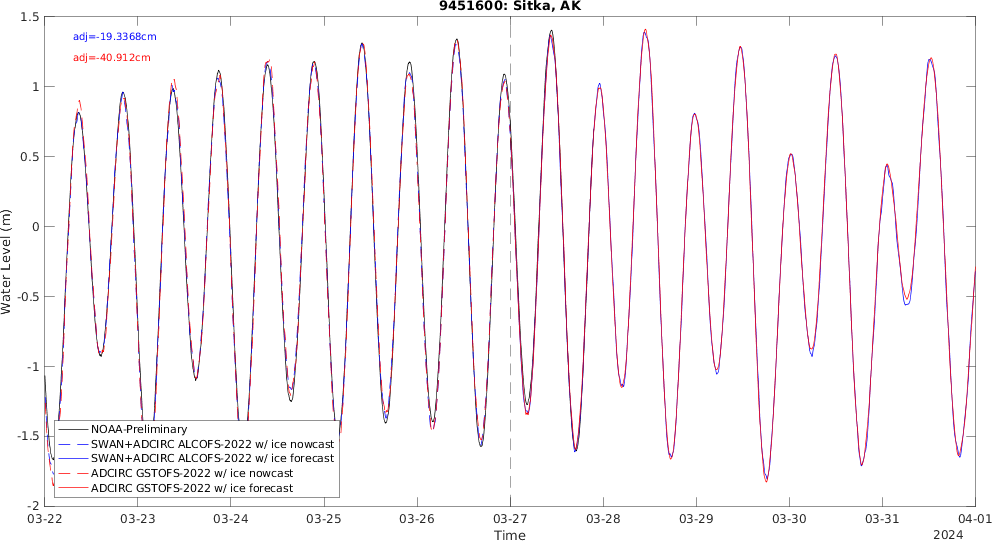 9451600: Sitka, AK
adj=-19.3368cm
adj=-40.912cm
Water Level (m)
1.5
1
0.5
0
-0.5
-1
-1.5
-2
NOAA-Preliminary
SWAN+ADCIRC ALCOFS-2022 w/ ice nowcast
SWAN+ADCIRC ALCOFS-2022 w/ ice forecast
ADCIRC GSTOFS-2022 w/ ice nowcast
ADCIRC GSTOFS-2022 w/ ice forecast
03-22 03-23 03-24 03-25 03-26 03-27 03-28 03-29 03-30 03-31 04-01
Time
2024